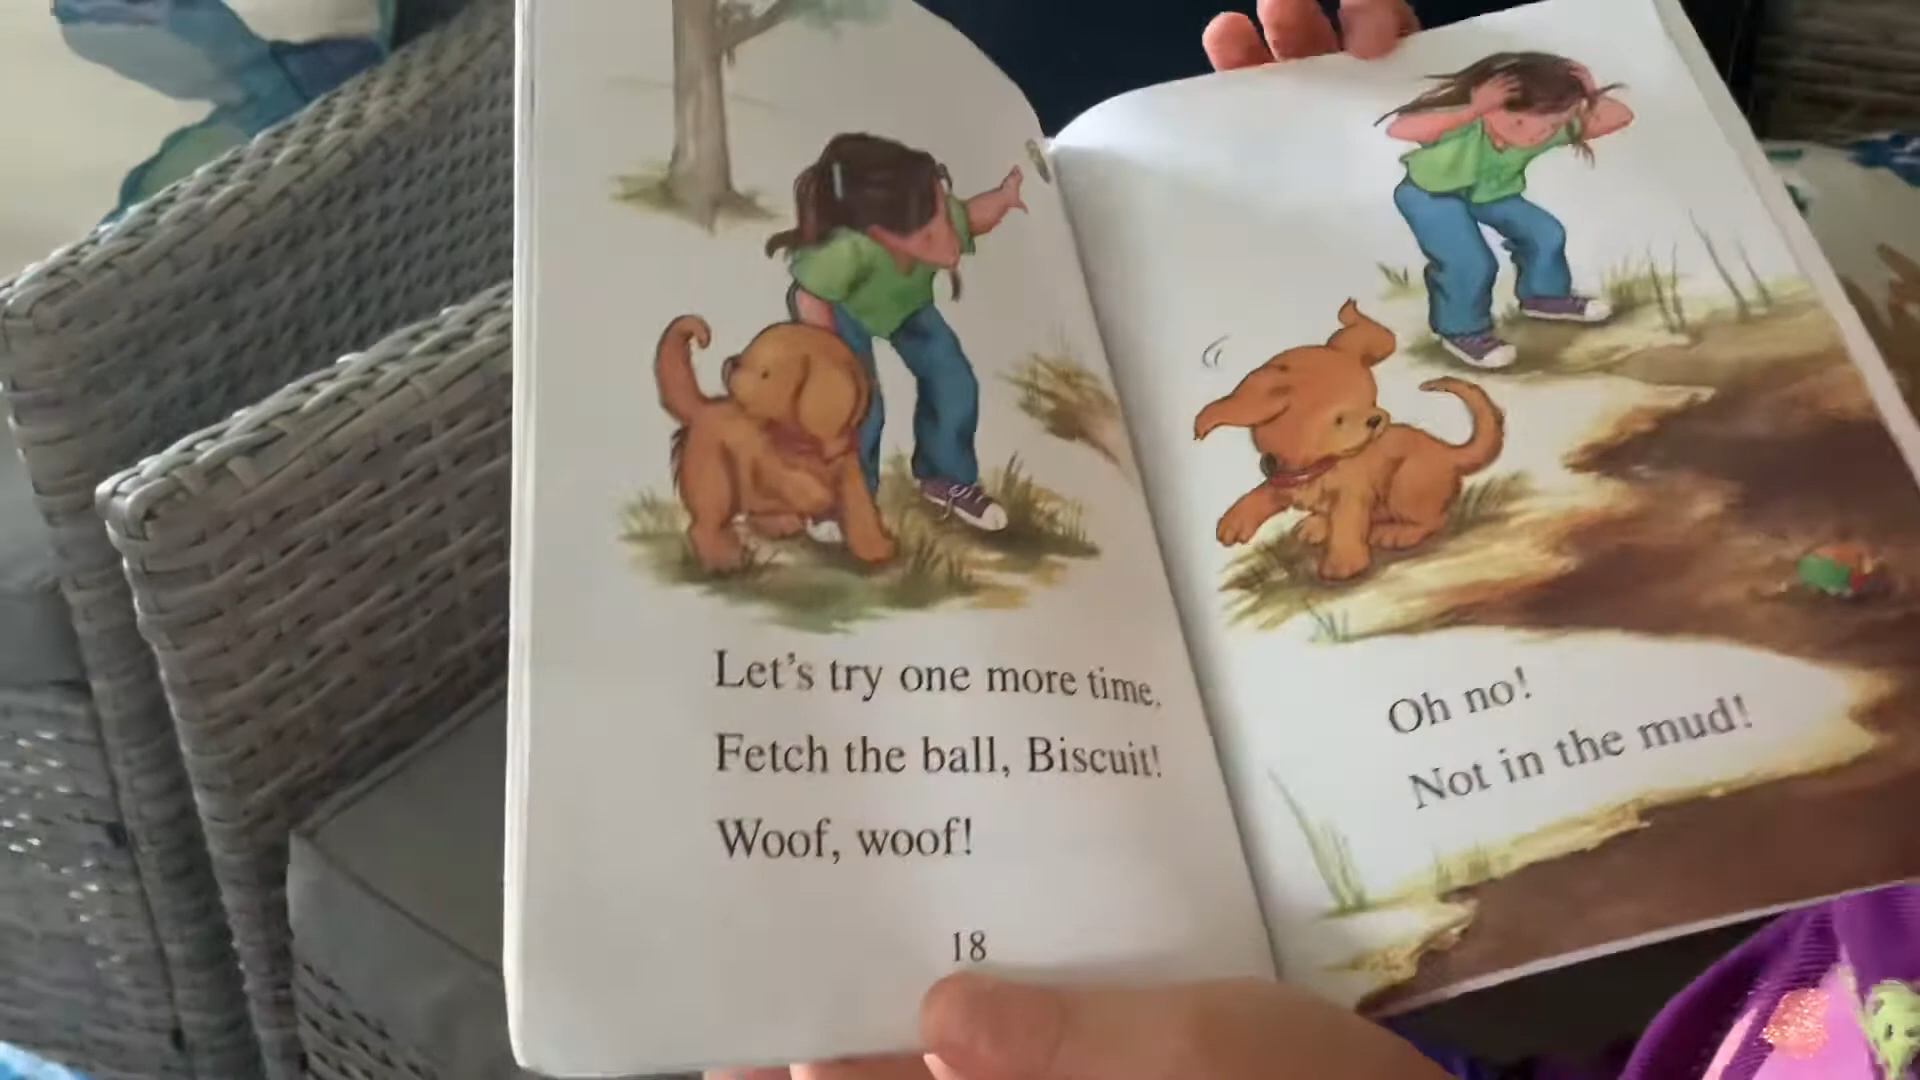 Let's try one more time.
Fetch the ball, Biscuit!
Woof, woof!
18
Oh no!
Not in the mud!